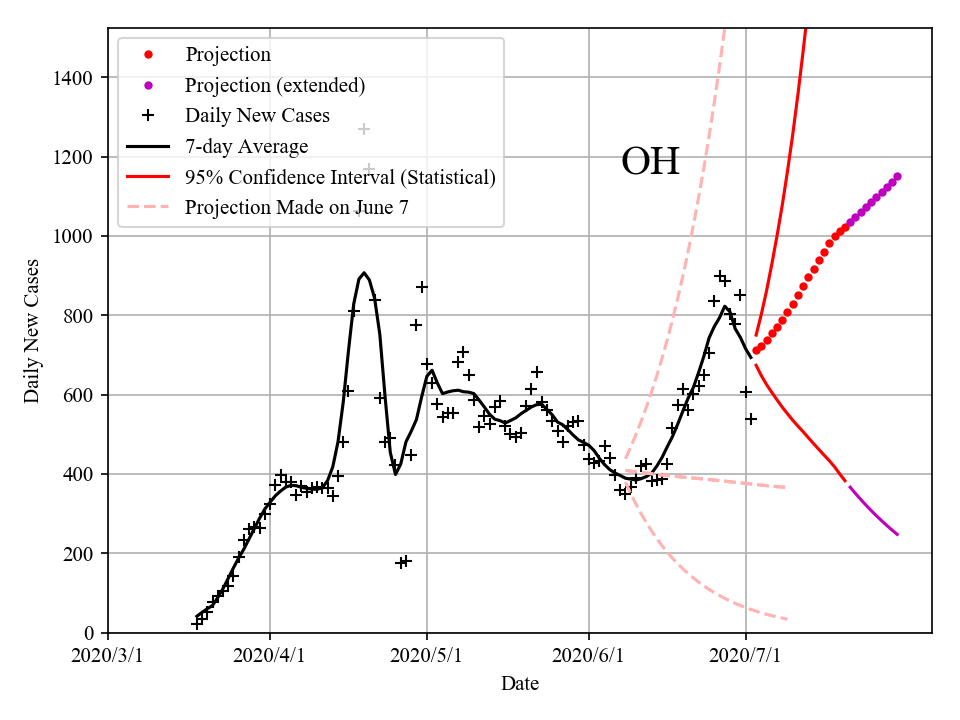 Projection
Projection (extended)
Daily New Cases
7-day Average
95% Confidence Interval (Statistical)
Projection Made on June 7
OH
1400
1200
1000
800
600
400
200
0
Daily New Cases
2020/3/1
2020/4/1
2020/5/1
2020/6/1
2020/7/1
Date